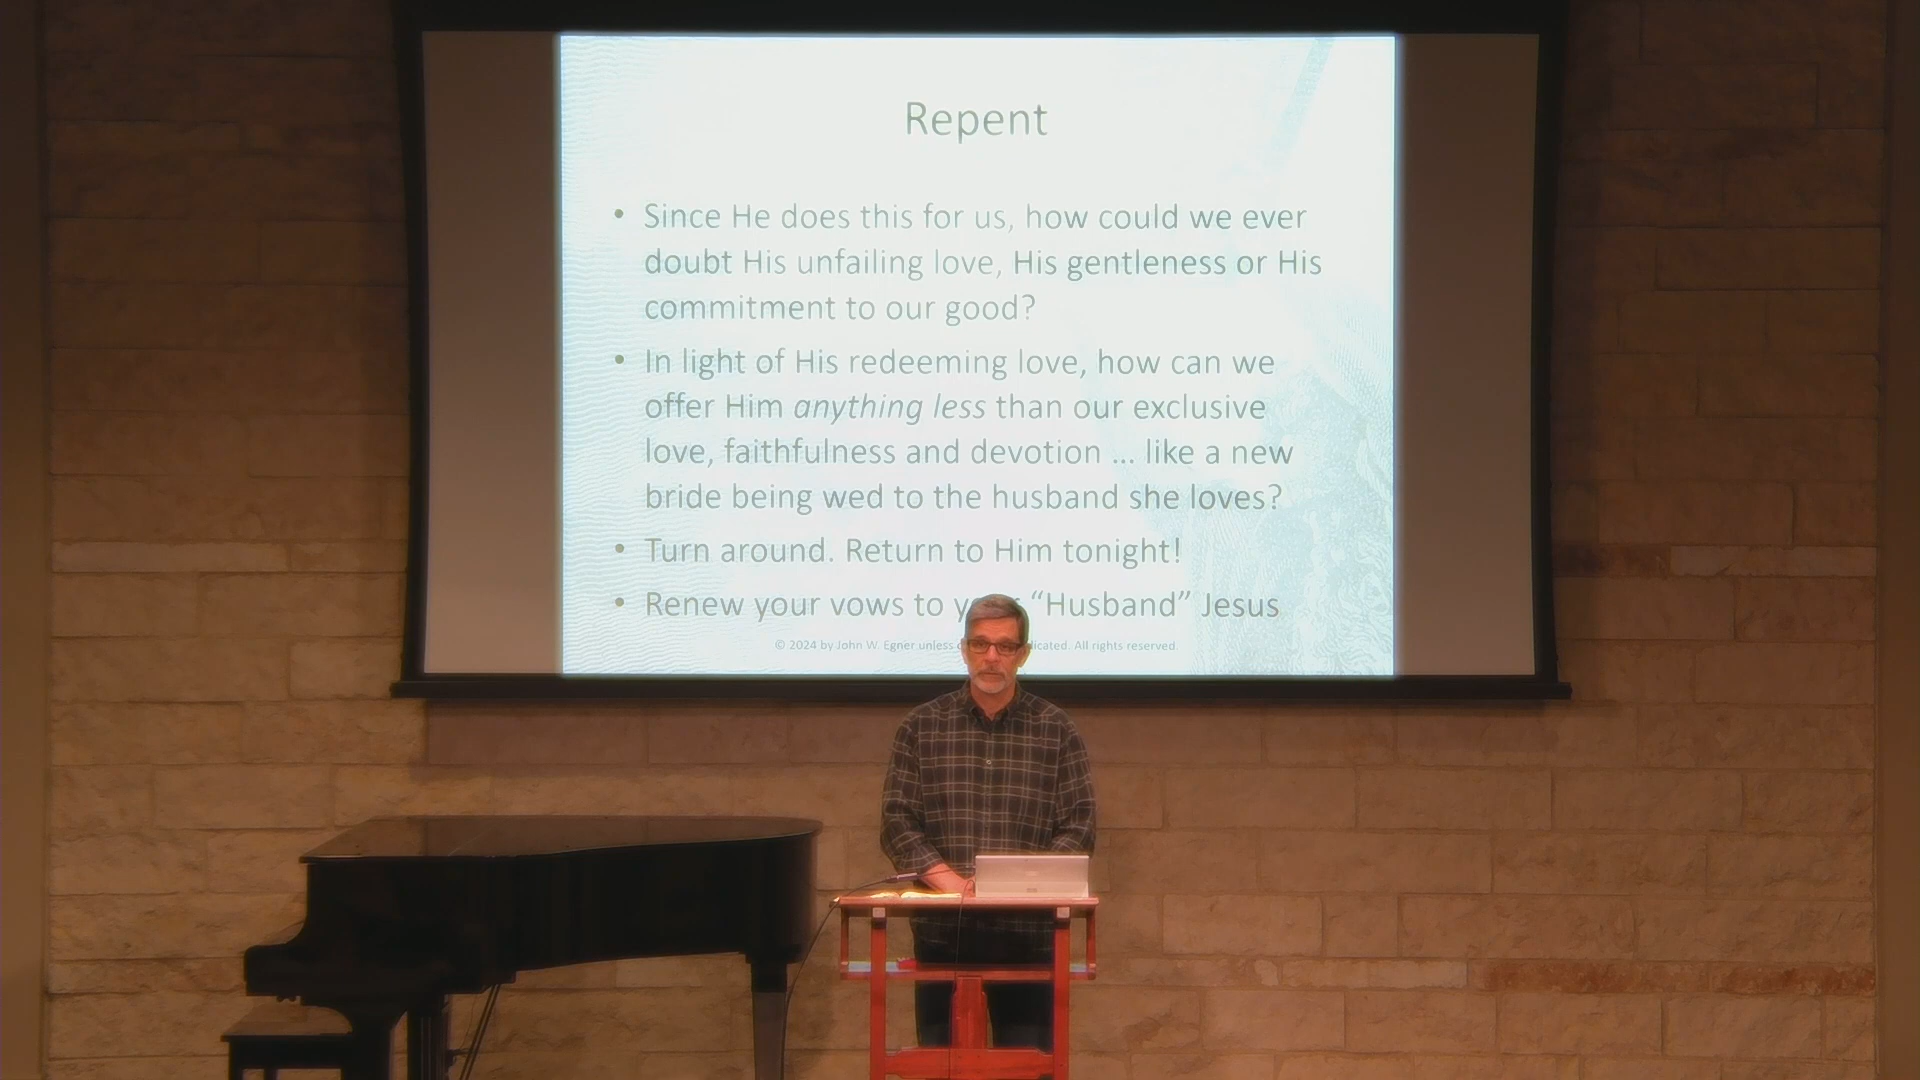 Repent
• Since He does this for us, how could we ever
doubt His unfailing love, His gentleness or His
commitment to our good?
• In light of His redeeming love, how can we
offer Him anything less than our exclusive
love, faithfulness and devotion ... like a new
bride being wed to the husband she loves?
• Turn around. Return to Him tonight!
• Renew your vows to “Husband” Jesus
© 2024 by John W. Egner unless All rights reserved.